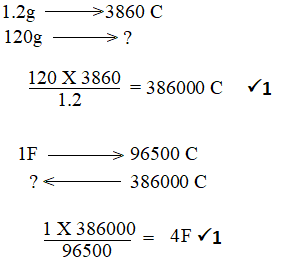 1.2g ⟶ 3860 C
120g ⟶ ?
120 X 3860
1.2
= 386000 C ✓1
1F ⟶ 96500 C
? ⟵ 386000 C
1 X 386000
96500
= 4F ✓1